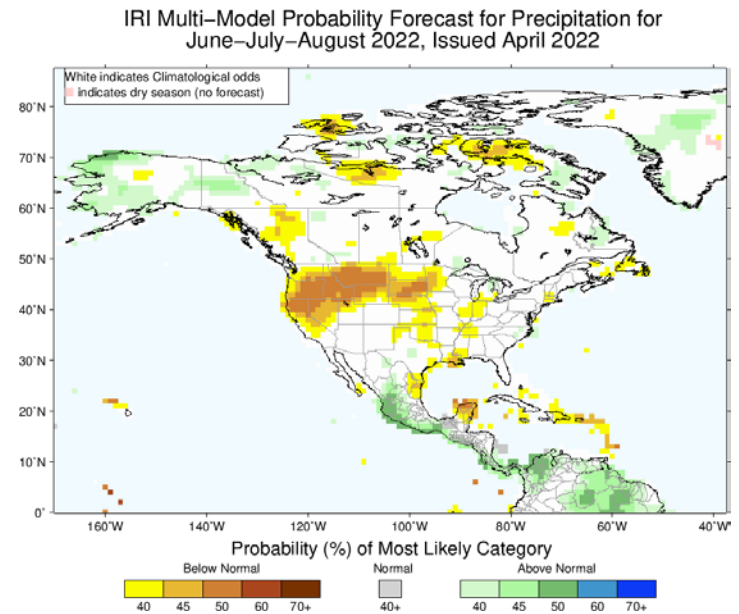 IRI Multi-Model Probability Forecast for Precipitation for
June-July-August 2022, Issued April 2022
White indicates Climatological odds
indicates dry season (no forecast)
80˚N
70˚N
60˚N
50˚N
40˚N
30˚N
20˚N
10˚N
0˚
160˚W 140˚W 120˚W 100˚W 80˚W 60˚W 40˚W
Probability (%) of Most Likely Category
Below Normal Normal Above Normal
40 45 50 60 70+ 40+ 40 45 50 60 70+